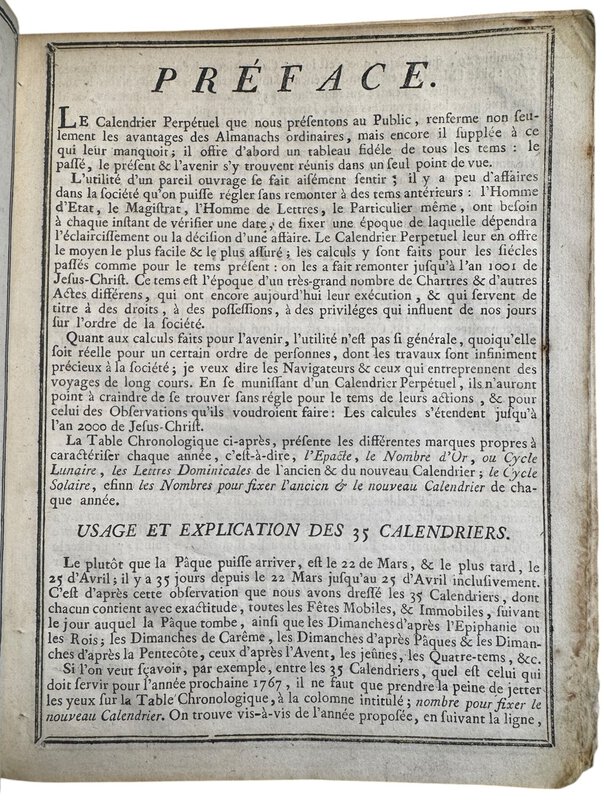 PRÉFACE.
LE Calendrier Perpétuel que nous préſentons au Public, renferme non ſeu-
lement les avantages des Almanachs ordinaires, mais encore il ſupplée à ce
qui leur manquoit; il offre d'abord un tableau fidéle de tous les tems : le
paſſé, le préſent & l'avenir s'y trouvent réunis dans un ſeul point de vue.
L'utilité d'un pareil ouvrage ſe fait aiſément ſentir; il y a peu d'affaires
dans la ſociété qu'on puiſſe régler ſans remonter à des tems antérieurs : l'Homme
d'Etat, le Magiſtrat, l'Homme de Lettres, le Particulier même, ont beſoin
à chaque inſtant de vérifier une date, de fixer une époque de laquelle dépendra
l'éclairciſſement ou la déciſion d'une affaire. Le Calendrier Perpetuel leur en offre
le moyen le plus facile & le plus aſſuré; les calculs y ſont faits pour les ſiécles
paſſés comme pour le tems préſent : on les a fait remonter juſqu'à l'an 1001 de
Jeſus-Chriſt. Ce tems eſt l'époque d'un très-grand nombre de Chartres & d'autres
Actes différens, qui ont encore aujourd'hui leur exécution, & qui ſervent de
titre à des droits, à des poſſeſſions, à des priviléges qui influent de nos jours
ſur l'ordre de la ſociété.
Quant aux calculs faits pour l'avenir, l'utilité n'eſt pas ſi générale, quoiqu'elle
ſoit réelle pour un certain ordre de perſonnes, dont les travaux ſont infiniment
précieux à la ſociété; je veux dire les Navigateurs & ceux qui entreprennent des
voyages de long cours. En ſe muniſſant d'un Calendrier Perpétuel, ils n'auront
point à craindre de ſe trouver ſans régle pour le tems de leurs actions, & pour
celui des Obſervations qu'ils voudroient faire: Les calcules s'étendent juſqu'à
l'an 2000 de Jeſus-Chriſt.
La Table Chronologique ci-après, préſente les différentes marques propres à
caractériſer chaque année, c'eſt-à-dire, l'Epacte, le Nombre d'Or, ou Cycle
Lunaire, les Lettres Dominicales de l'ancien & du nouveau Calendrier; le Cycle
Solaire, eſinn les Nombres pour fixer l'ancien & le nouveau Calendrier de cha-
que année.
USAGE ET EXPLICATION DES 35 CALENDRIERS.
Le plutôt que la Pâque puiſſe arriver, eſt le 22 de Mars, & le plus tard, le
25 d'Avril; il y a 35 jours depuis le 22 Mars juſqu'au 25 d'Avril incluſivement.
C'eſt d'après cette obſervation que nous avons dreſſé les 35 Calendriers, dont
chacun contient avec exactitude, toutes les Fêtes Mobiles, & Immobiles, ſuivant
le jour auquel la Pâque tombe, ainſi que les Dimanches d'après l'Epiphanie ou
les Rois; les Dimanches de Carême, les Dimanches d'après Pâques & les Diman-
ches d'après la Pentecôte, ceux d'après l'Avent, les jeûnes, les Quatre-tems, &c.
Si l'on veut ſçavoir, par exemple, entre les 35 Calendriers, quel eſt celui qui
doit ſervir pour l'année prochaine 1767, il ne faut que prendre la peine de jetter
les yeux ſur la Table Chronologique, à la colomne intitulé; nombre pour fixer le
nouveau Calendrier. On trouve vis-à-vis de l'année propoſée, en ſuivant la ligne,